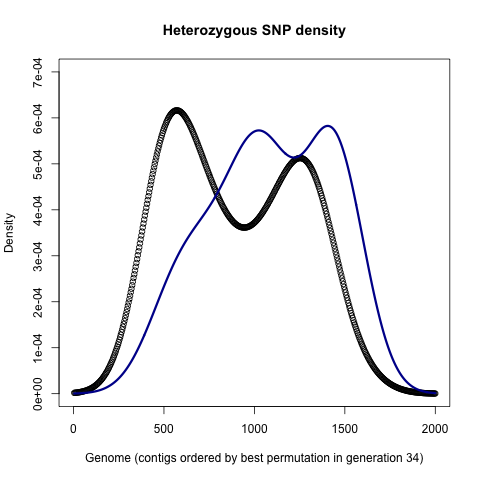 Heterozygous SNP density
7e-04
6e-04
5e-04
4e-04
3e-04
2e-04
1e-04
0e+00
Density
0 500 1000 1500 2000
Genome (contigs ordered by best permutation in generation 34)